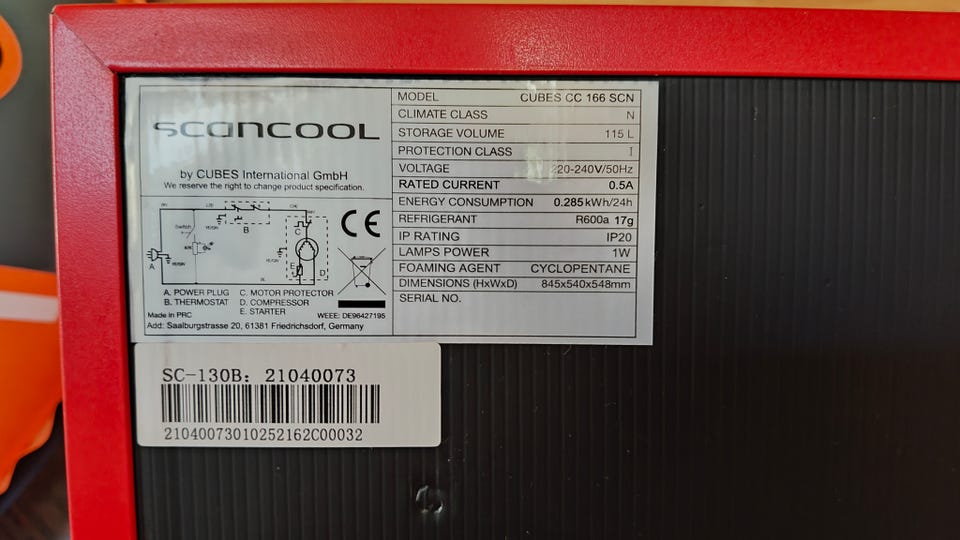 scancool
by CUBES International GmbH
We reserve the right to change product specification.
Switch
A
B
C
D
E
A. POWER PLUG C. MOTOR PROTECTOR
B. THERMOSTAT D. COMPRESSOR
E. STARTER
Made in PRC WEEE: DE96427195
Add: Saalburgstrasse 20, 61381 Friedrichsdorf, Germany
CE
MODEL CUBES CC 166 SCN
CLIMATE CLASS N
STORAGE VOLUME 115 L
PROTECTION CLASS I
VOLTAGE 220-240V/50Hz
RATED CURRENT 0.5A
ENERGY CONSUMPTION 0.285 kWh/24h
REFRIGERANT R600a 17g
IP RATING IP20
LAMPS POWER 1W
FOAMING AGENT CYCLOPENTANE
DIMENSIONS (HxWxD) 845x540x548mm
SERIAL NO.
SC-130B: 21040073
21040073010252162C00032